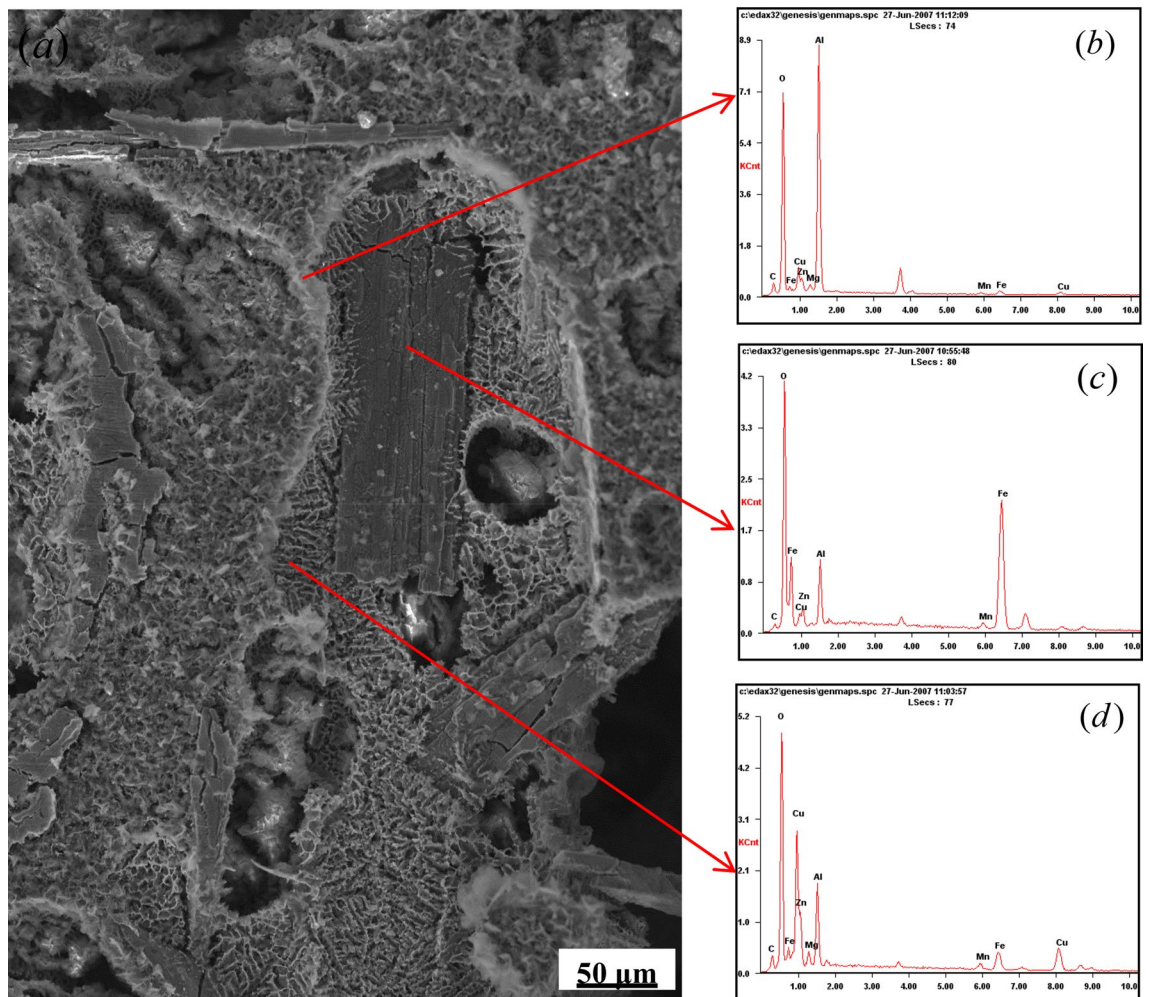 (a)
50 µm
c:\edax32\genesis\genmaps.spc 27-Jun-2007 11:12:09
LSecs : 74
(b)
8.9
7.1
5.4
KCnt
3.6
1.8
0.0
O
Al
C
Fe
Cu
Zn
Mg
Mn
Fe
Cu
1.00 2.00 3.00 4.00 5.00 6.00 7.00 8.00 9.00 10.0
c:\edax32\genesis\genmaps.spc 27-Jun-2007 10:55:48
LSecs : 80
(c)
4.2
3.3
2.5
KCnt
1.7
0.8
0.0
O
C
Fe
Zn
Cu
Al
Mn
Fe
1.00 2.00 3.00 4.00 5.00 6.00 7.00 8.00 9.00 10.0
c:\edax32\genesis\genmaps.spc 27-Jun-2007 11:03:57
LSecs : 77
(d)
5.2
4.2
3.1
KCnt
2.1
1.0
0.0
O
C
Fe
Cu
Zn
Mg
Al
Mn
Fe
Cu
1.00 2.00 3.00 4.00 5.00 6.00 7.00 8.00 9.00 10.0